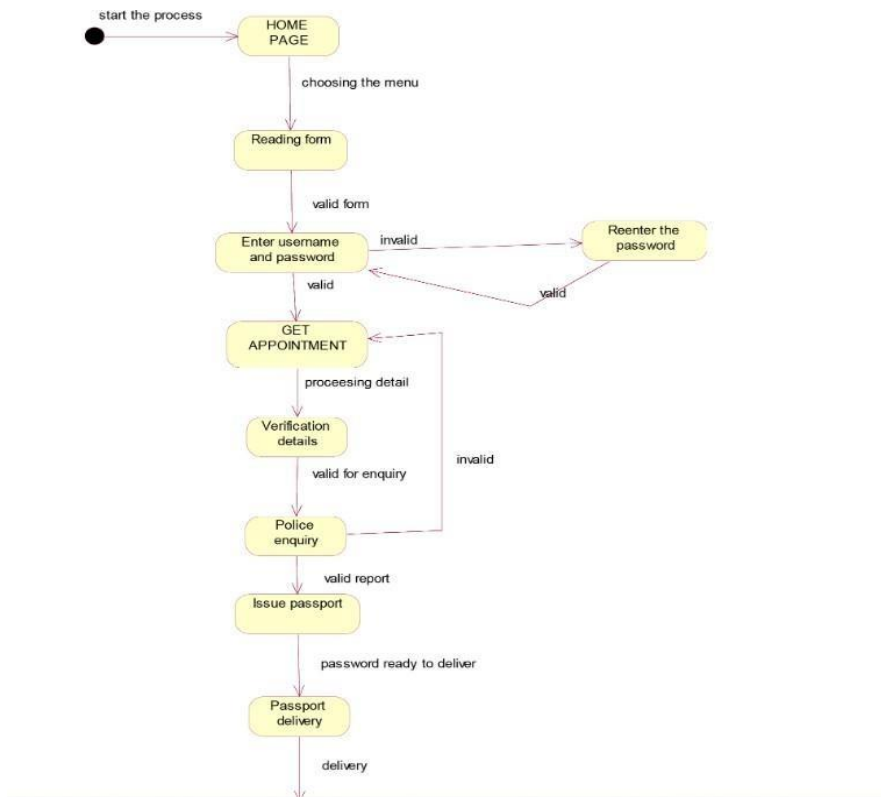 start the process
HOME
PAGE
choosing the menu
Reading form
valid form
Enter username
and password
invalid
Reenter the
password
valid
valid
GET
APPOINTMENT
proceesing detail
Verification
details
invalid
valid for enquiry
Police
enquiry
valid report
Issue passport
password ready to deliver
Passport
delivery
delivery